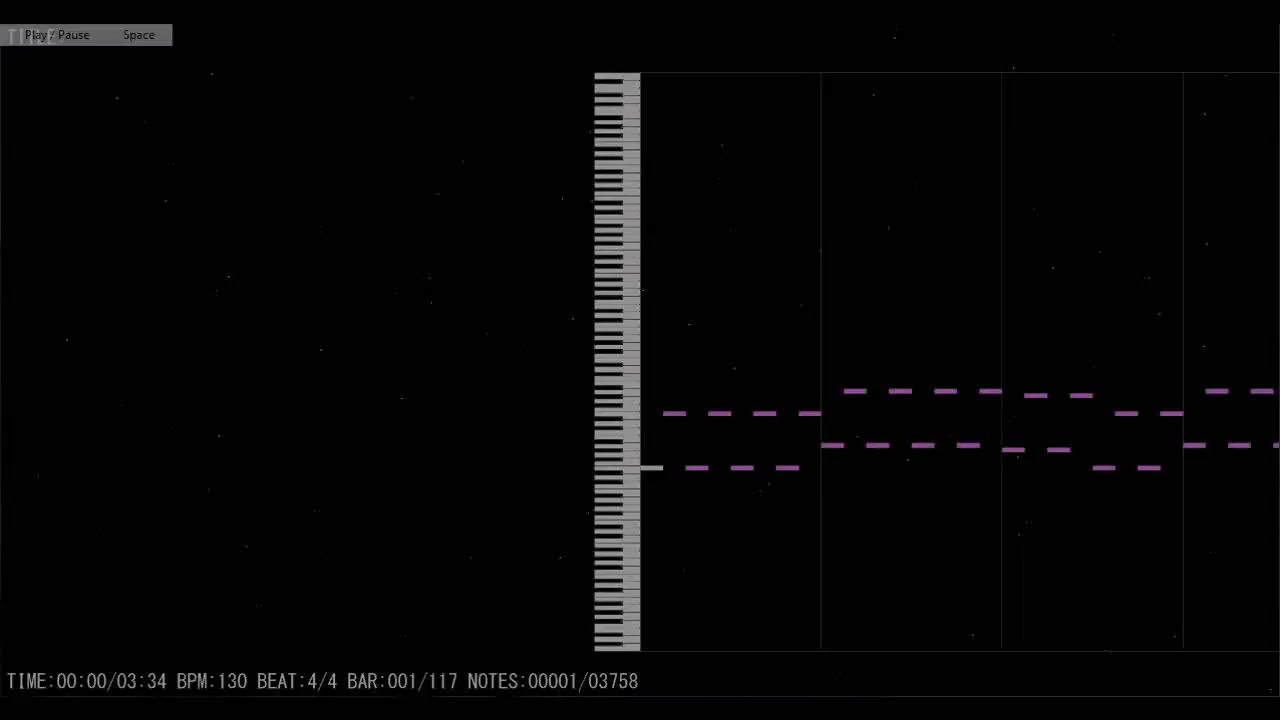 TITLE:
Play / Pause Space
TIME:00:00/03:34 BPM:130 BEAT:4/4 BAR:001/117 NOTES:00001/03758